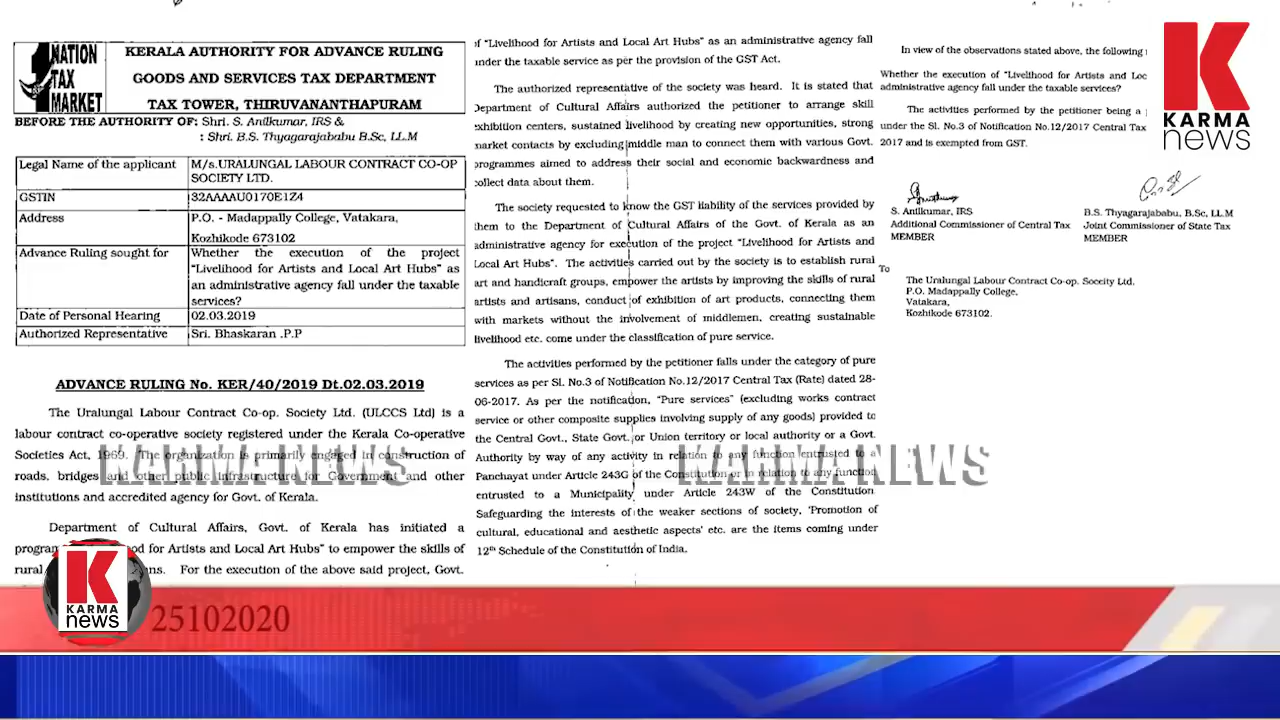 NATION
TAX
MARKET
KERALA AUTHORITY FOR ADVANCE RULING
GOODS AND SERVICES TAX DEPARTMENT
TAX TOWER, THIRUVANANTHAPURAM
BEFORE THE AUTHORITY OF: Shri. S. Anilkumar, IRS &
: Shri. B.S. Thyagarajababu B.Sc, LL.M
Legal Name of the applicant M/s.URALUNGAL LABOUR CONTRACT CO-OP
SOCIETY LTD.
GSTIN 32AAAAU0170E1Z4
Address P.O. - Madappally College, Vatakara,
Kozhikode 673102
Advance Ruling sought for Whether the execution of the project
"Livelihood for Artists and Local Art Hubs" as
an administrative agency fall under the taxable
services?
Date of Personal Hearing 02.03.2019
Authorized Representative Sri. Bhaskaran .P.P
ADVANCE RULING No. KER/40/2019 Dt.02.03.2019
The Uralungal Labour Contract Co-op. Society Ltd. (ULCCS Ltd) is a
labour contract co-operative society registered under the Kerala Co-operative
Societies Act, 1969. The organization is primarily engaged in construction of
roads, bridges and other public infrastructure for Government and other
institutions and accredited agency for Govt. of Kerala.
Department of Cultural Affairs, Govt. of Kerala has initiated a
for Artists and Local Art Hubs" to empower the skills of
rural For the execution of the above said project, Govt.
of "Livelihood for Artists and Local Art Hubs" as an administrative agency fall
under the taxable service as per the provision of the GST Act.
The authorized representative of the society was heard. It is stated that
Department of Cultural Affairs authorized the petitioner to arrange skill
exhibition centers, sustained livelihood by creating new opportunities, strong
market contacts by excluding middle man to connect them with various Govt.
programmes aimed to address their social and economic backwardness and
collect data about them.
The society requested to know the GST liability of the services provided by
them to the Department of Cultural Affairs of the Govt. of Kerala as an
administrative agency for execution of the project "Livelihood for Artists and
Local Art Hubs". The activities carried out by the society is to establish rural
art and handicraft groups, empower the artists by improving the skills of rural
artists and artisans, conduct of exhibition of art products, connecting them
with markets without the involvement of middlemen, creating sustainable
livelihood etc. come under the classification of pure service.
The activities performed by the petitioner falls under the category of pure
services as per Sl. No.3 of Notification No.12/2017 Central Tax (Rate) dated 28-
06-2017. As per the notification, "Pure services" (excluding works contract
service or other composite supplies involving supply of any goods) provided to
the Central Govt., State Govt. or Union territory or local authority or a Govt.
Authority by way of any activity in relation to any function entrusted to a
Panchayat under Article 243G of the Constitution or in relation to any function
entrusted to a Municipality under Article 243W of the Constitution.
Safeguarding the interests of the weaker sections of society, 'Promotion of
cultural, educational and aesthetic aspects' etc. are the items coming under
12th Schedule of the Constitution of India.
In view of the observations stated above, the following
Whether the execution of "Livelihood for Artists and Loc
administrative agency fall under the taxable services?
The activities performed by the petitioner being a
under the Sl. No.3 of Notification No.12/2017 Central Tax
2017 and is exempted from GST.
S. Anilkumar, IRS
Additional Commissioner of Central Tax
MEMBER
B.S. Thyagarajababu, B.Sc, LL.M
Joint Commissioner of State Tax
MEMBER
To
The Uralungal Labour Contract Co-op. Soceity Ltd.
P.O. Madappally College,
Vatakara,
Kozhikode 673102.
K
KARMA
news
KARMA NEWS
KARMA NEWS
K
KARMA
news
25102020